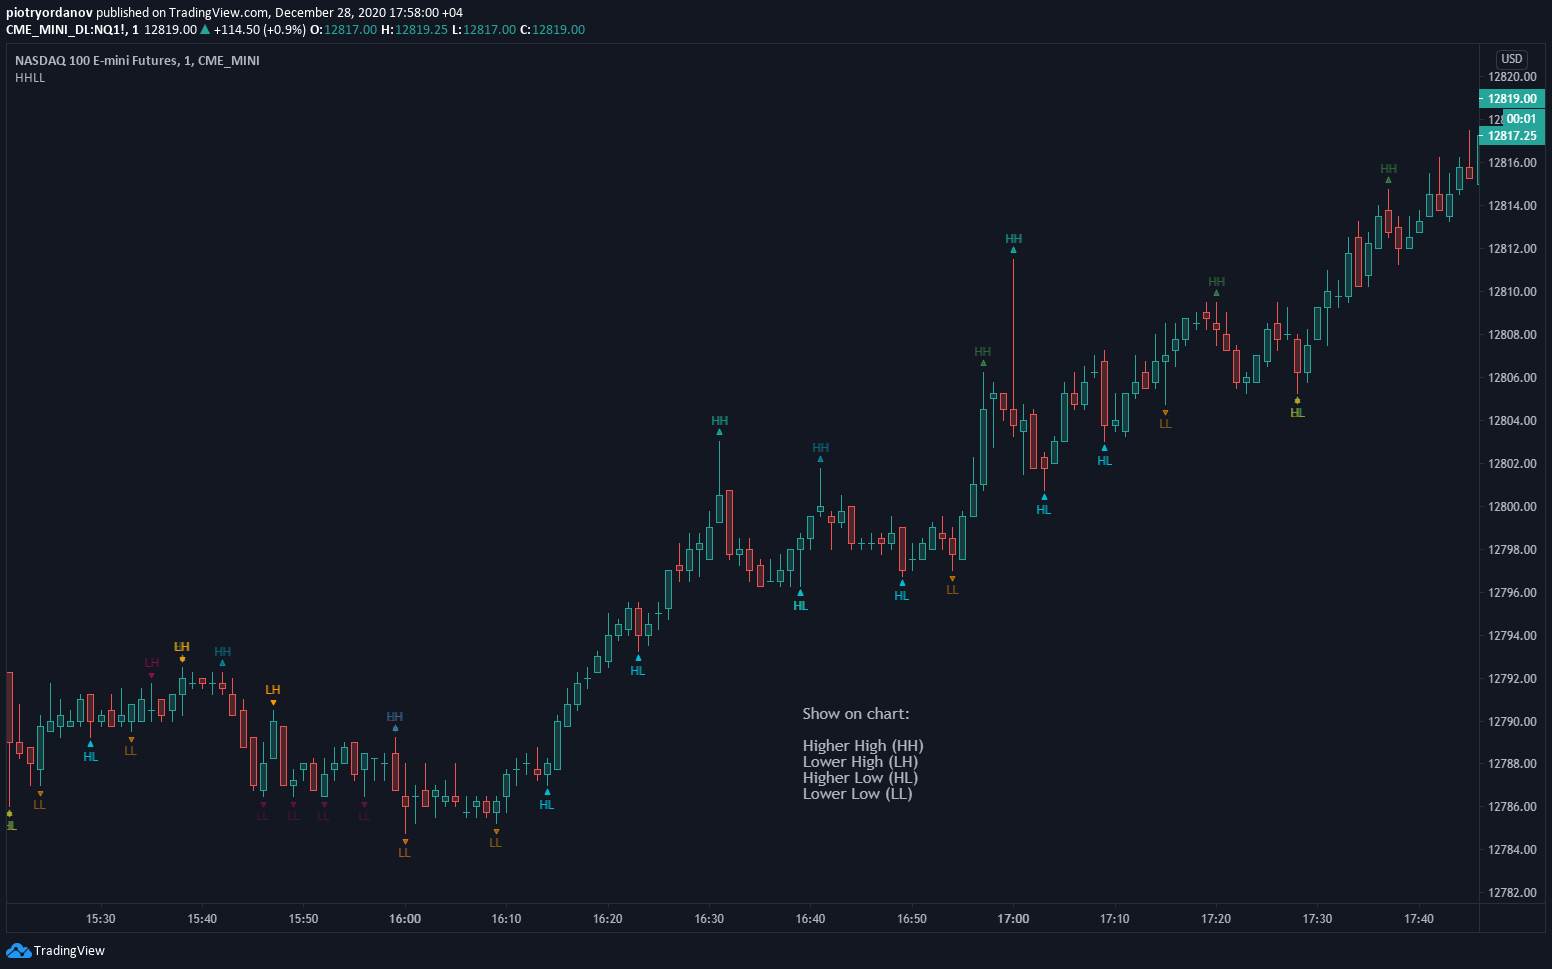 piotryordanov published on TradingView.com, December 28, 2020 17:58:00 +04
CME_MINI_DL:NQ1!, 1 12819.00 ▲ +114.50 (+0.9%) O:12817.00 H:12819.25 L:12817.00 C:12819.00
NASDAQ 100 E-mini Futures, 1, CME_MINI
HHLL
USD
12820.00
12819.00
00:01
12817.25
12816.00
12814.00
12812.00
12810.00
12808.00
12806.00
12804.00
12802.00
12800.00
12798.00
12796.00
12794.00
12792.00
12790.00
12788.00
12786.00
12784.00
12782.00
HH
HH
HH
HH
HH
HH
HL
LL
HL
HL
HL
LL
HL
HL
LH
LH
HH
HL
LH
HH
LL
HL
LL
HL
LL
LL
LL
LL
LL
LL
Show on chart:
Higher High (HH)
Lower High (LH)
Higher Low (HL)
Lower Low (LL)
15:30 15:40 15:50 16:00 16:10 16:20 16:30 16:40 16:50 17:00 17:10 17:20 17:30 17:40
TradingView